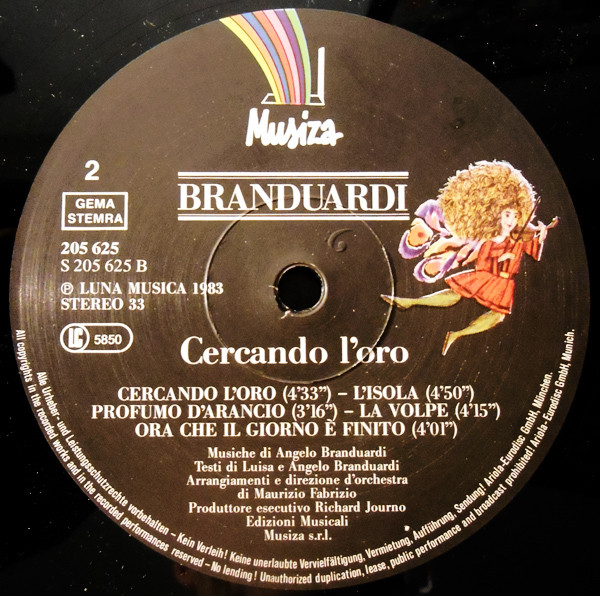 Musiza
2
BRANDUARDI
GEMA
STEMRA
205 625
S 205 625 B
℗ LUNA MUSICA 1983
STEREO 33
LC 5850
Cercando l'oro
CERCANDO L'ORO (4'33") – L'ISOLA (4'50")
PROFUMO D'ARANCIO (3'16") – LA VOLPE (4'15")
ORA CHE IL GIORNO È FINITO (4'01")
Musiche di Angelo Branduardi
Testi di Luisa e Angelo Branduardi
Arrangiamenti e direzione d'orchestra
di Maurizio Fabrizio
Produttore esecutivo Richard Journo
Edizioni Musicali
Musiza s.r.l.
Alle Urheber- und Leistungsschutzrechte vorbehalten – Kein Verleih! Keine unerlaubte Vervielfältigung, Vermietung, Aufführung, Sendung! Ariola-Eurodisc GmbH, München.
All copyrights in the recorded works and in the recorded performances reserved – No lending! Unauthorized duplication, lease, public performance and broadcast prohibited! Ariola-Eurodisc GmbH, Munich.